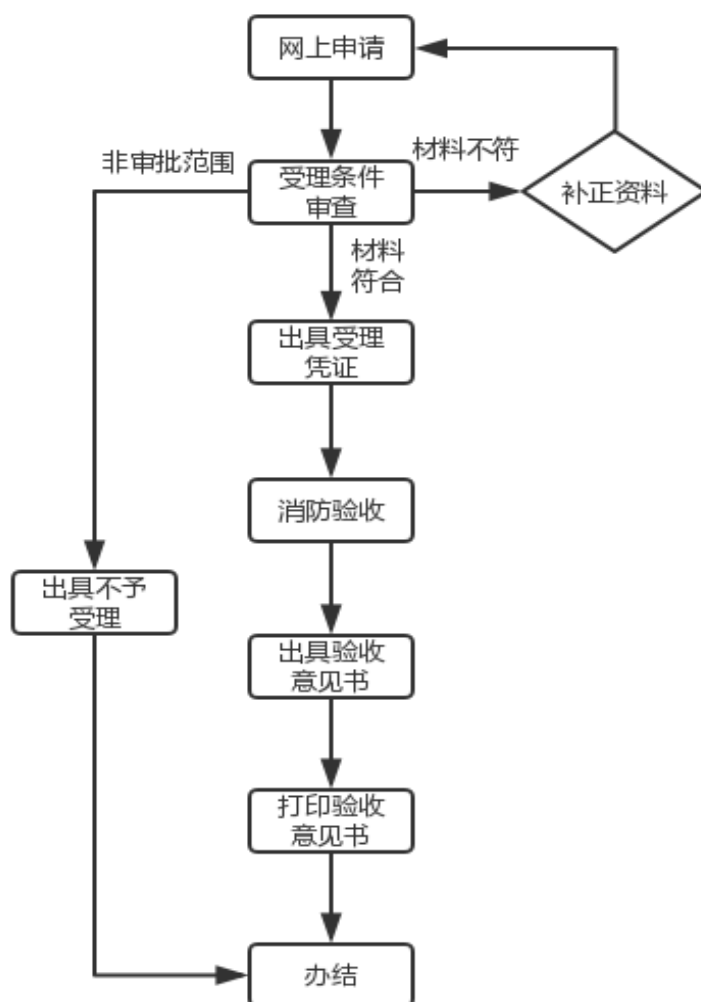 网上申请
非审批范围
材料不符
受理条件
审查
补正资料
材料
符合
出具受理
凭证
消防验收
出具不予
受理
出具验收
意见书
打印验收
意见书
办结